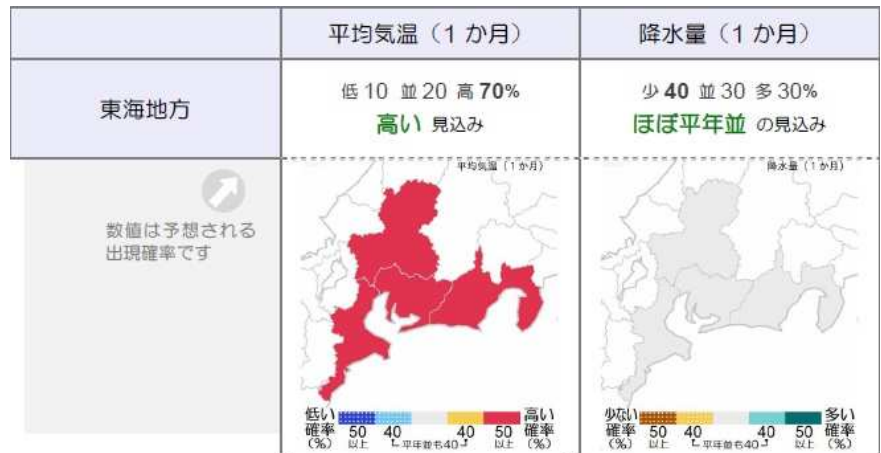 平均気温（1 か月）
降水量（1 か月）
東海地方
低 10 並 20 高 70%
高い 見込み
少 40 並 30 多 30%
ほぼ平年並 の見込み
数値は予想される
出現確率です
平均気温（1 か月）
低い
確率
(%)
50
以上
40
平年並も40
40
50
以上
高い
確率
(%)
降水量（1 か月）
少ない
確率
(%)
50
以上
40
平年並も40
40
50
以上
多い
確率
(%)